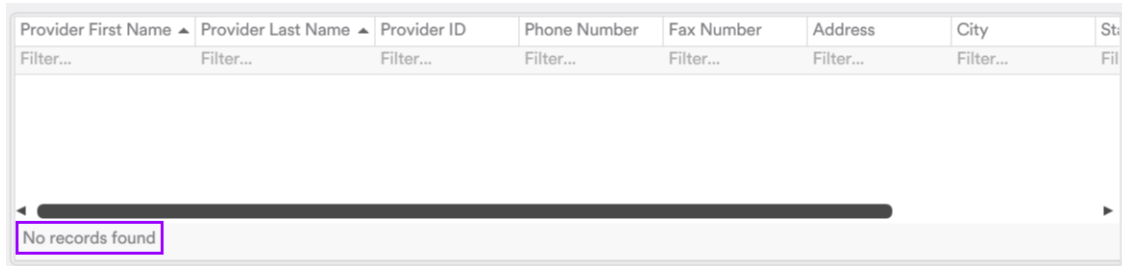 Provider First Name Provider Last Name Provider ID Phone Number Fax Number Address City
Filter... Filter... Filter... Filter... Filter... Filter... Filter...
No records found